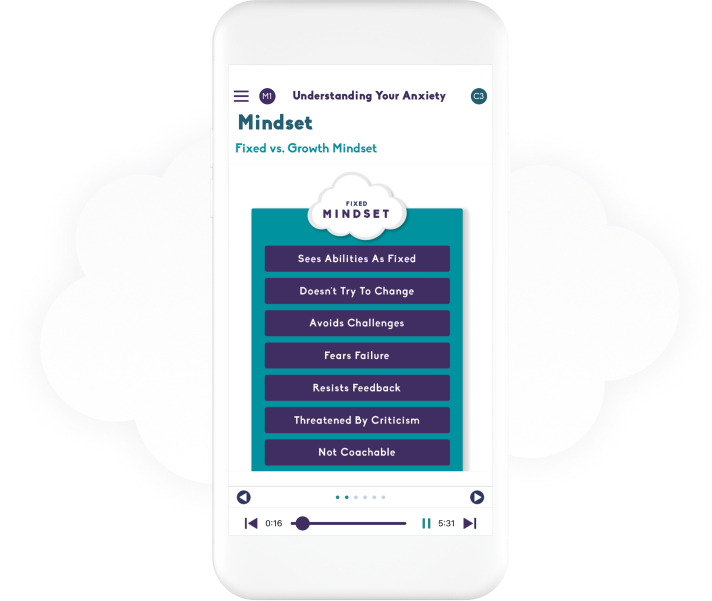 M1 Understanding Your Anxiety C3
Mindset
Fixed vs. Growth Mindset
FIXED
MINDSET
Sees Abilities As Fixed
Doesn't Try To Change
Avoids Challenges
Fears Failure
Resists Feedback
Threatened By Criticism
Not Coachable
0:16 5:31